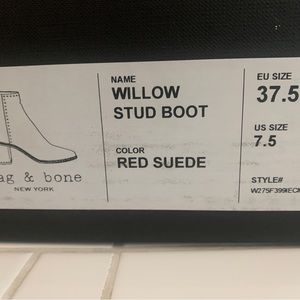 NAME
WILLOW
STUD BOOT
COLOR
RED SUEDE
ag & bone
NEW YORK
EU SIZE
37.5
US SIZE
7.5
STYLE#